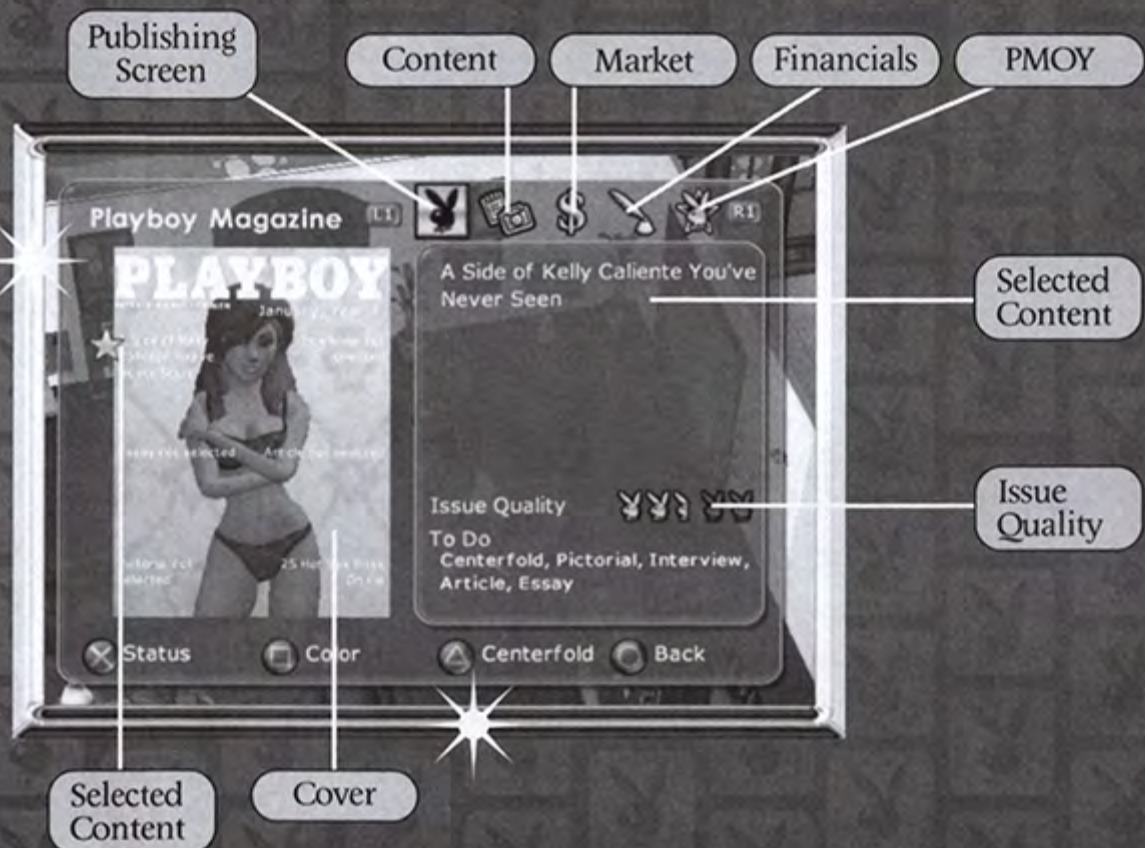 Publishing
Screen
Content
Market
Financials
PMOY
Playboy Magazine
L1
R1
PLAYBOY
January, Year
A Side of Kelly Caliente You've
Never Seen
Selected
Content
Issue Quality
Issue
Quality
To Do
Centerfold, Pictorial, Interview,
Article, Essay
Status
Color
Centerfold
Back
Selected
Content
Cover